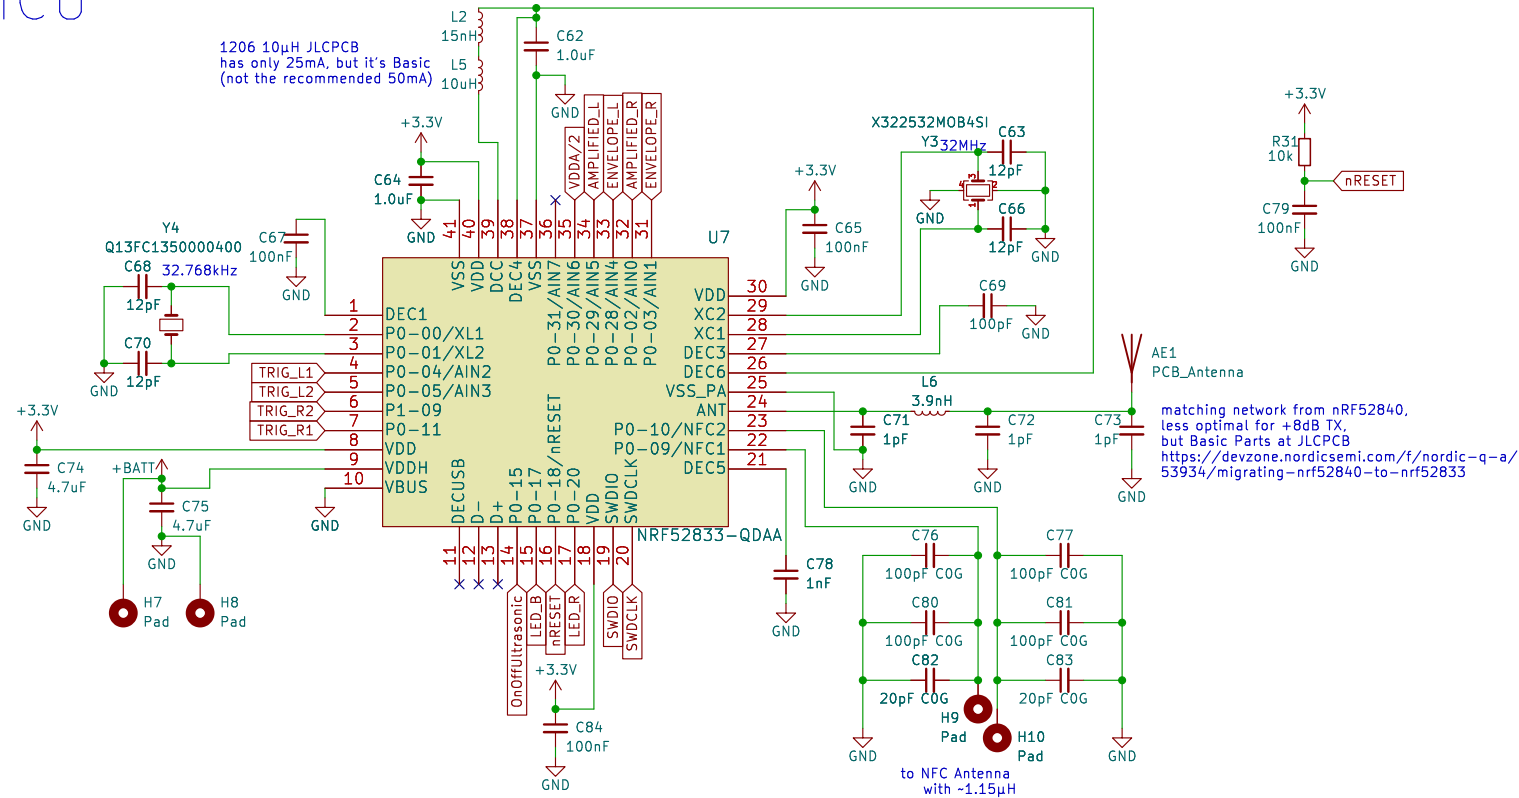 MCU
1206 10µH JLCPCB
has only 25mA, but it's Basic
(not the recommended 50mA)
L2
15nH
L5
10uH
C62
1.0uF
GND
+3.3V
C64
1.0uF
GND
VDDA/2
AMPLIFIED_L
ENVELOPE_L
AMPLIFIED_R
ENVELOPE_R
X322532MOB4SI
Y3
32MHz
C63
12pF
4
3
2
1
GND
C66
12pF
GND
+3.3V
C65
100nF
GND
+3.3V
R31
10k
nRESET
C79
100nF
GND
Y4
Q13FC1350000400
C68
32.768kHz
12pF
C70
12pF
GND
C67
100nF
GND
U7
NRF52833-QDAA
41
40
39
38
37
36
35
34
33
32
31
VSS
VDD
DCC
DEC4
VSS
P0-31/AIN7
P0-30/AIN6
P0-29/AIN5
P0-28/AIN4
P0-02/AIN0
P0-03/AIN1
1 DEC1
2 P0-00/XL1
3 P0-01/XL2
TRIG_L1 4 P0-04/AIN2
TRIG_L2 5 P0-05/AIN3
TRIG_R2 6 P1-09
TRIG_R1 7 P0-11
8 VDD
9 VDDH
10 VBUS
VDD 30
XC2 29
XC1 28
DEC3 27
DEC6 26
VSS_PA 25
ANT 24
P0-10/NFC2 23
P0-09/NFC1 22
DEC5 21
DECUSB
D-
D+
P0-15
P0-17
P0-18/nRESET
P0-20
VDD
SWDIO
SWDCLK
11
12
13
14
15
16
17
18
19
20
OnOffUltrasonic
LED_B
nRESET
LED_R
SWDIO
SWDCLK
+3.3V
C74
4.7uF
GND
+BATT
C75
4.7uF
GND
GND
H7
Pad
H8
Pad
+3.3V
C84
100nF
GND
C69
100pF
GND
L6
3.9nH
C71
1pF
GND
C72
1pF
GND
C73
1pF
GND
AE1
PCB_Antenna
matching network from nRF52840,
less optimal for +8dB TX,
but Basic Parts at JLCPCB
https://devzone.nordicsemi.com/f/nordic-q-a/
53934/migrating-nrf52840-to-nrf52833
C78
1nF
GND
C76
100pF C0G
C77
100pF C0G
C80
100pF C0G
C81
100pF C0G
C82
20pF C0G
C83
20pF C0G
H9
Pad
H10
Pad
GND
GND
to NFC Antenna
with ~1.15µH